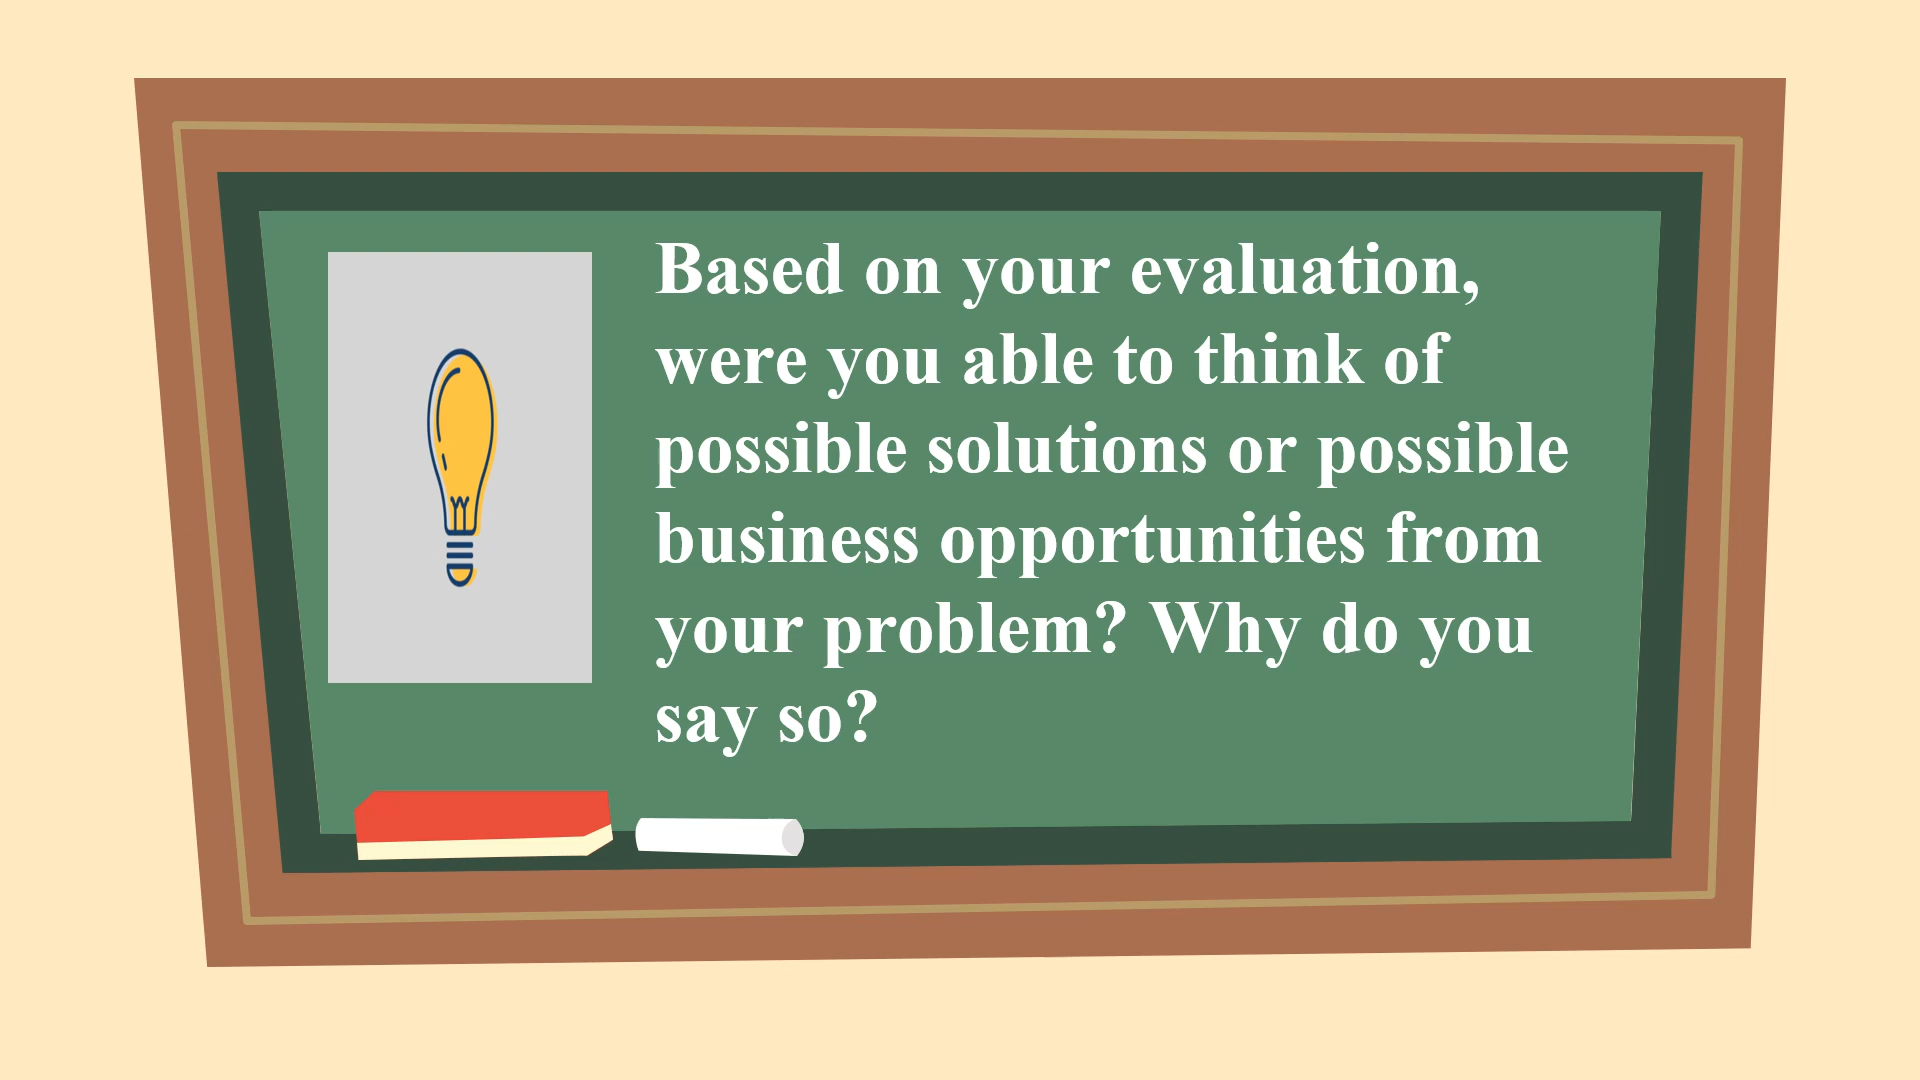 Based on your evaluation,
were you able to think of
possible solutions or possible
business opportunities from
your problem? Why do you
say so?